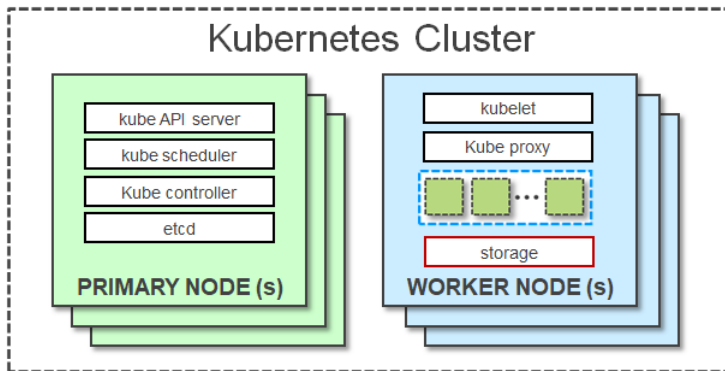 Kubernetes Cluster
kube API server
kube scheduler
Kube controller
etcd
PRIMARY NODE (s)
kubelet
Kube proxy
...
storage
WORKER NODE (s)